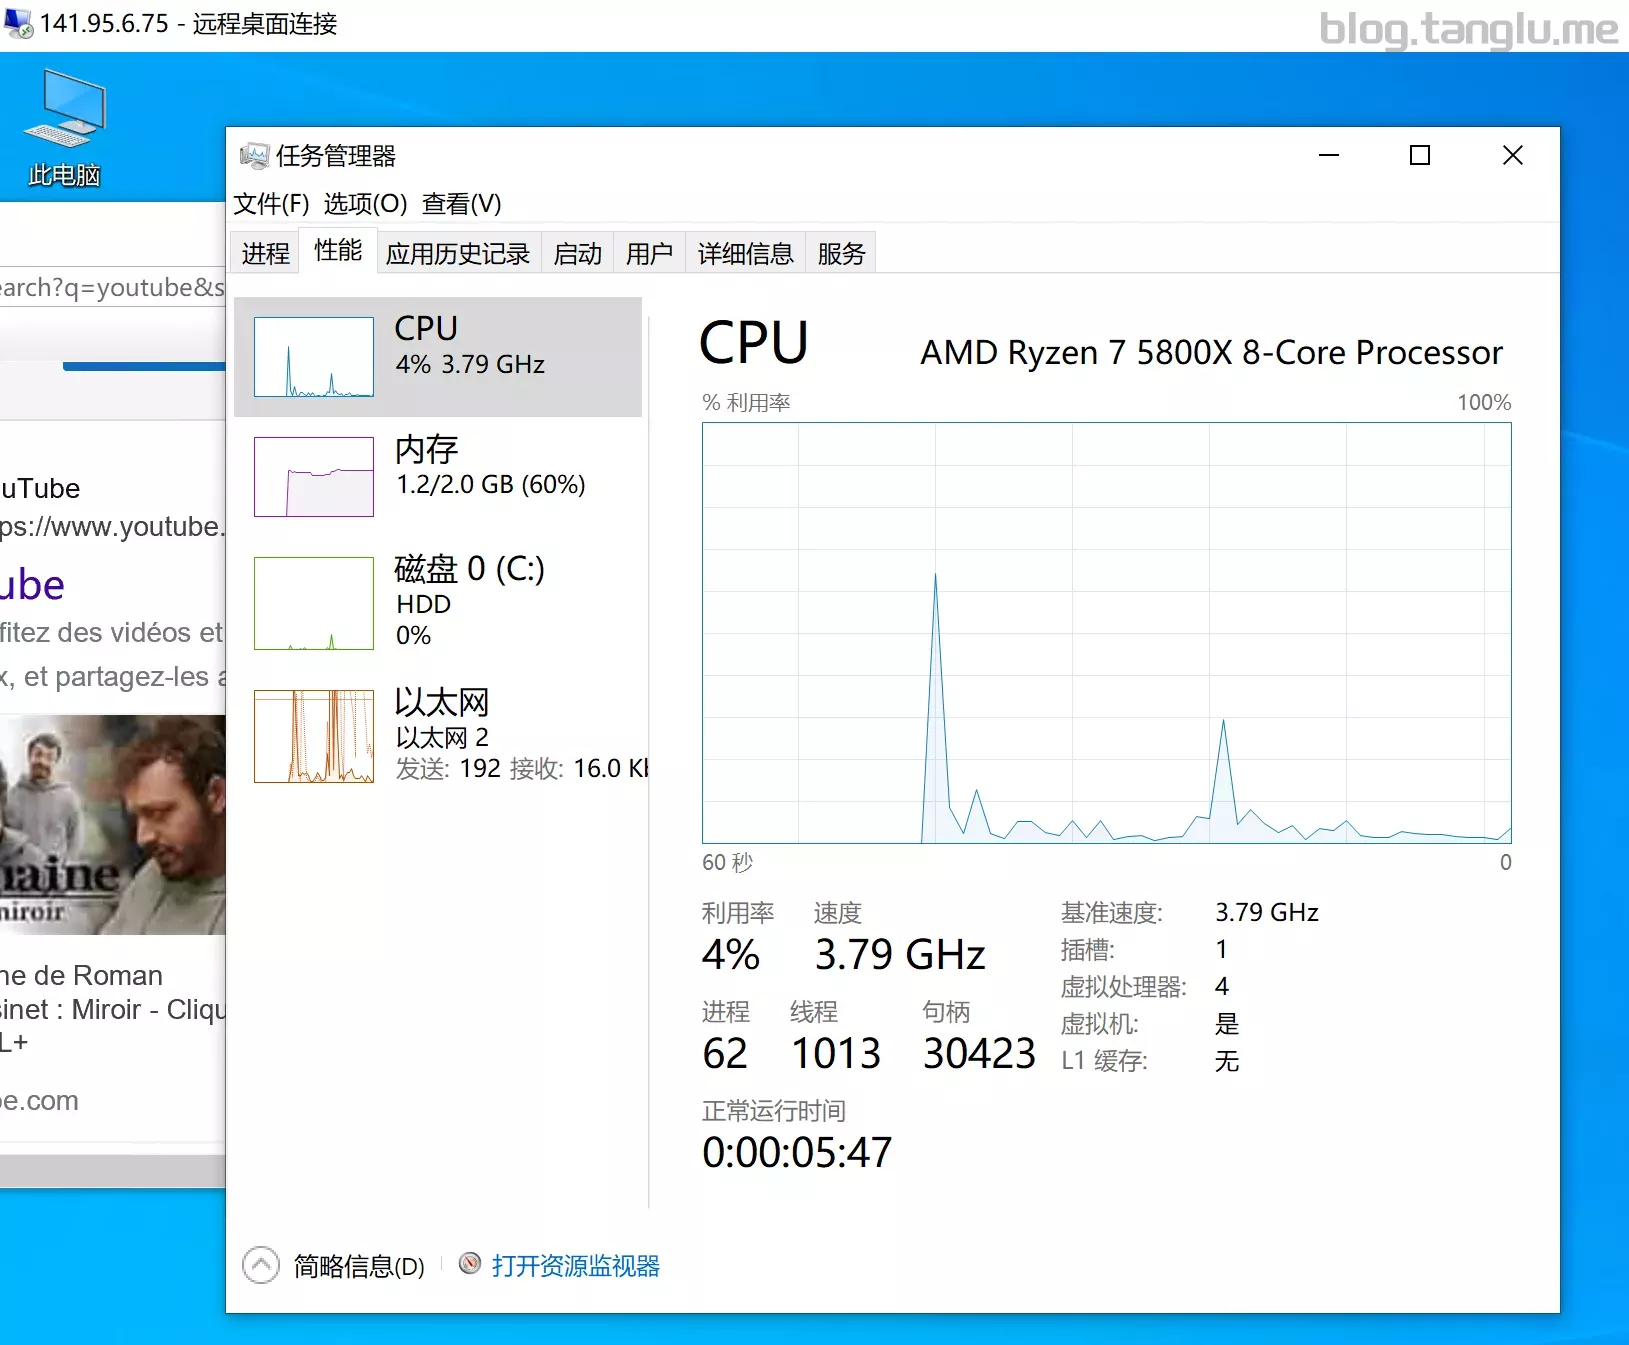 141.95.6.75 - 远程桌面连接
blog.tanglu.me
此电脑
earch?q=youtube&s
uTube
ps://www.youtube.
ube
fitez des vidéos et
x, et partagez-les a
naine
miroir
ne de Roman
sinet : Miroir - Cliqu
L+
be.com
任务管理器
文件(F) 选项(O) 查看(V)
进程 性能 应用历史记录 启动 用户 详细信息 服务
CPU
4% 3.79 GHz
内存
1.2/2.0 GB (60%)
磁盘 0 (C:)
HDD
0%
以太网
以太网 2
发送: 192 接收: 16.0 Kb
CPU AMD Ryzen 7 5800X 8-Core Processor
% 利用率 100%
60 秒 0
利用率 速度
4% 3.79 GHz
进程 线程 句柄
62 1013 30423
正常运行时间
0:00:05:47
基准速度: 3.79 GHz
插槽: 1
虚拟处理器: 4
虚拟机: 是
L1 缓存: 无
简略信息(D) 打开资源监视器